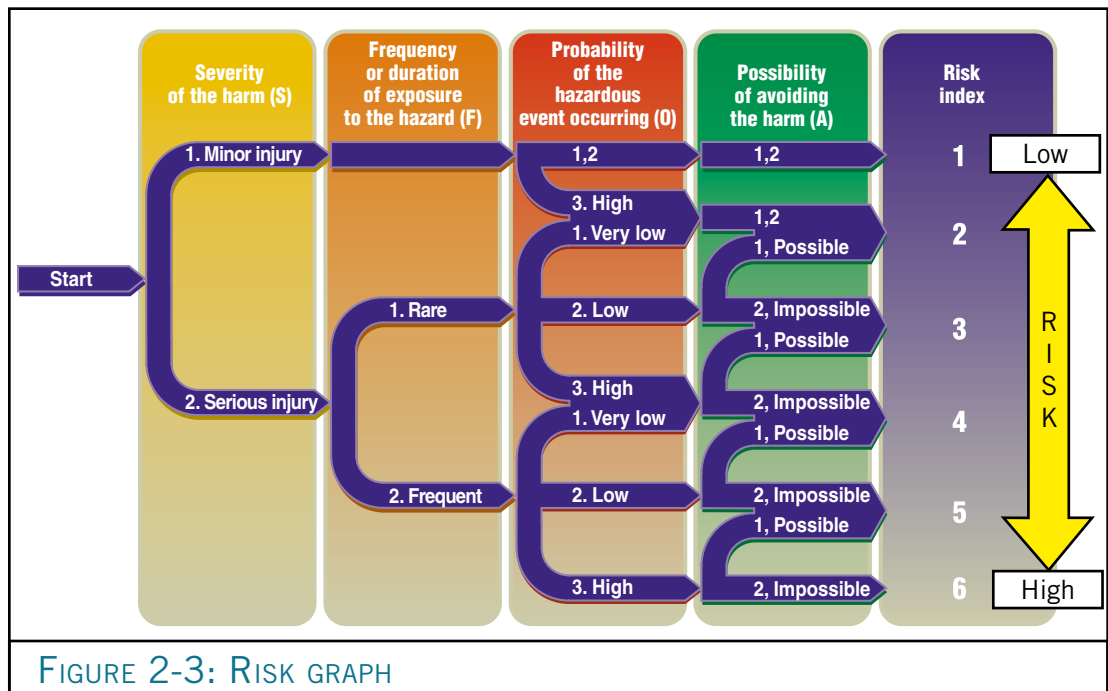 Severity
of the harm (S)
Frequency
or duration
of exposure
to the hazard (F)
Probability
of the
hazardous
event occurring (O)
Possibility
of avoiding
the harm (A)
Risk
index
Start
1. Minor injury
2. Serious injury
1. Rare
2. Frequent
1,2
3. High
1. Very low
2. Low
3. High
1. Very low
2. Low
3. High
1,2
1,2
1, Possible
2, Impossible
1, Possible
2, Impossible
1, Possible
2, Impossible
1, Possible
2, Impossible
1
2
3
4
5
6
Low
RISK
High
FIGURE 2-3: RISK GRAPH